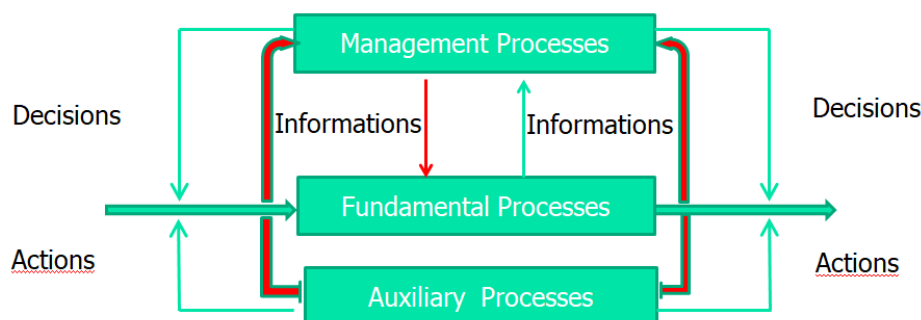 Management Processes
Decisions
Informations
Informations
Decisions
Fundamental Processes
Actions
Actions
Auxiliary Processes